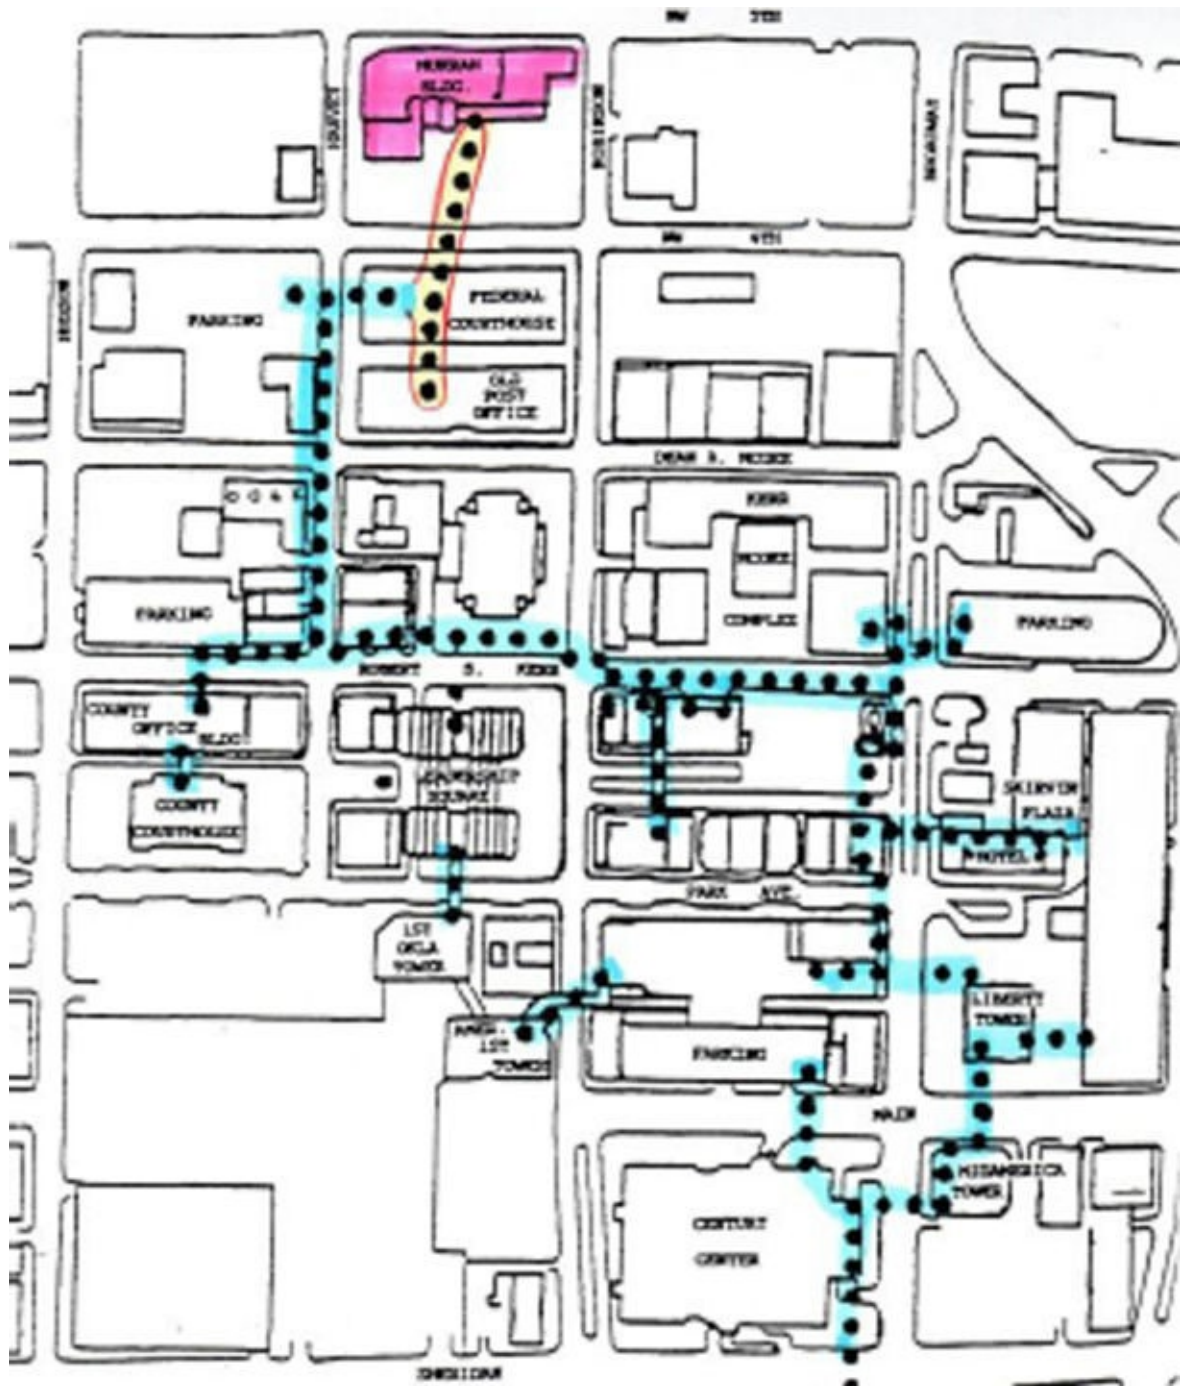 NW 5TH
MURRAH
BLDG.
HARVEY
ROBINSON
BROADWAY
NW 4TH
HUDSON
PARKING
FEDERAL
COURTHOUSE
OLD
POST
OFFICE
DEAN A. MCGEE
KERR
MCGEE
COMPLEX
PARKING
PARKING
ROBERT S. KERR
COUNTY
OFFICE
BLDG.
LEADERSHIP
SQUARE
COUNTY
COURTHOUSE
SKIRVIN
PLAZA
HOTEL
PARK AVE.
1ST
OKLA
TOWER
LIBERTY
TOWER
AMER.
1ST
TOWER
PARKING
MAIN
MIDAMERICA
TOWER
CENTURY
CENTER
SHERIDAN